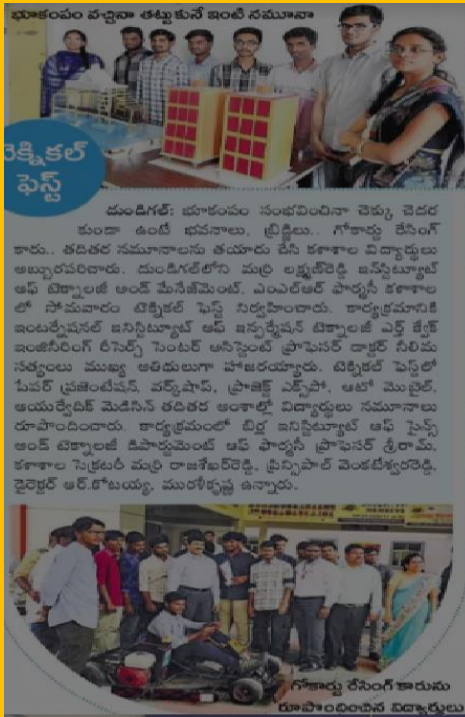 భూకంపం వచ్చినా తట్టుకునే ఇంటి నమూనా
టెక్నికల్
ఫెస్ట్
దుండిగల్: భూకంపం సంభవించినా చెక్కు చెదర
కుండా ఉంటే భవనాలు, బ్రిడ్జిలు.. గోకార్టు రేసింగ్
కారు.. తదితర నమూనాలను తయారు చేసి కళాశాల విద్యార్థులు
అబ్బురపరిచారు. దుండిగల్‌లోని మర్రి లక్ష్మణ్‌రెడ్డి ఇన్‌స్టిట్యూట్
ఆఫ్ టెక్నాలజీ అండ్ మేనేజ్‌మెంట్, ఎంఎల్ఆర్ ఫార్మసీ కళాశాల
లో సోమవారం టెక్నికల్ ఫెస్ట్ నిర్వహించారు. కార్యక్రమానికి
ఇంటర్నేషనల్ ఇనిస్టిట్యూట్ ఆఫ్ ఇన్ఫర్మేషన్ టెక్నాలజీ ఎర్త్ క్వేక్
ఇంజినీరింగ్ రీసెర్చ్ సెంటర్ అసిస్టెంట్ ప్రొఫెసర్ డాక్టర్ నీలిమ
సత్యంలు ముఖ్య అతిథులుగా హాజరయ్యారు. టెక్నికల్ ఫెస్ట్‌లో
పేపర్ ప్రజెంటేషన్, వర్క్‌షాప్, ప్రాజెక్ట్ ఎక్స్‌పో, ఆటో మొబైల్,
ఆయుర్వేదిక్ మెడిసిన్ తదితర అంశాల్లో విద్యార్థులు నమూనాలు
రూపొందించారు. కార్యక్రమంలో బిర్లా ఇనిస్టిట్యూట్ ఆఫ్ సైన్స్
అండ్ టెక్నాలజీ డిపార్టుమెంట్ ఆఫ్ ఫార్మసీ ప్రొఫెసర్ శ్రీరామ్,
కళాశాల సెక్రటరీ మర్రి రాజశేఖర్‌రెడ్డి, ప్రిన్సిపాల్ వెంకటేశ్వరరెడ్డి,
డైరెక్టర్ ఆర్.కోటయ్య, మురళీకృష్ణ ఉన్నారు.
గోకార్టు రేసింగ్ కారును
రూపొందించిన విద్యార్థులు